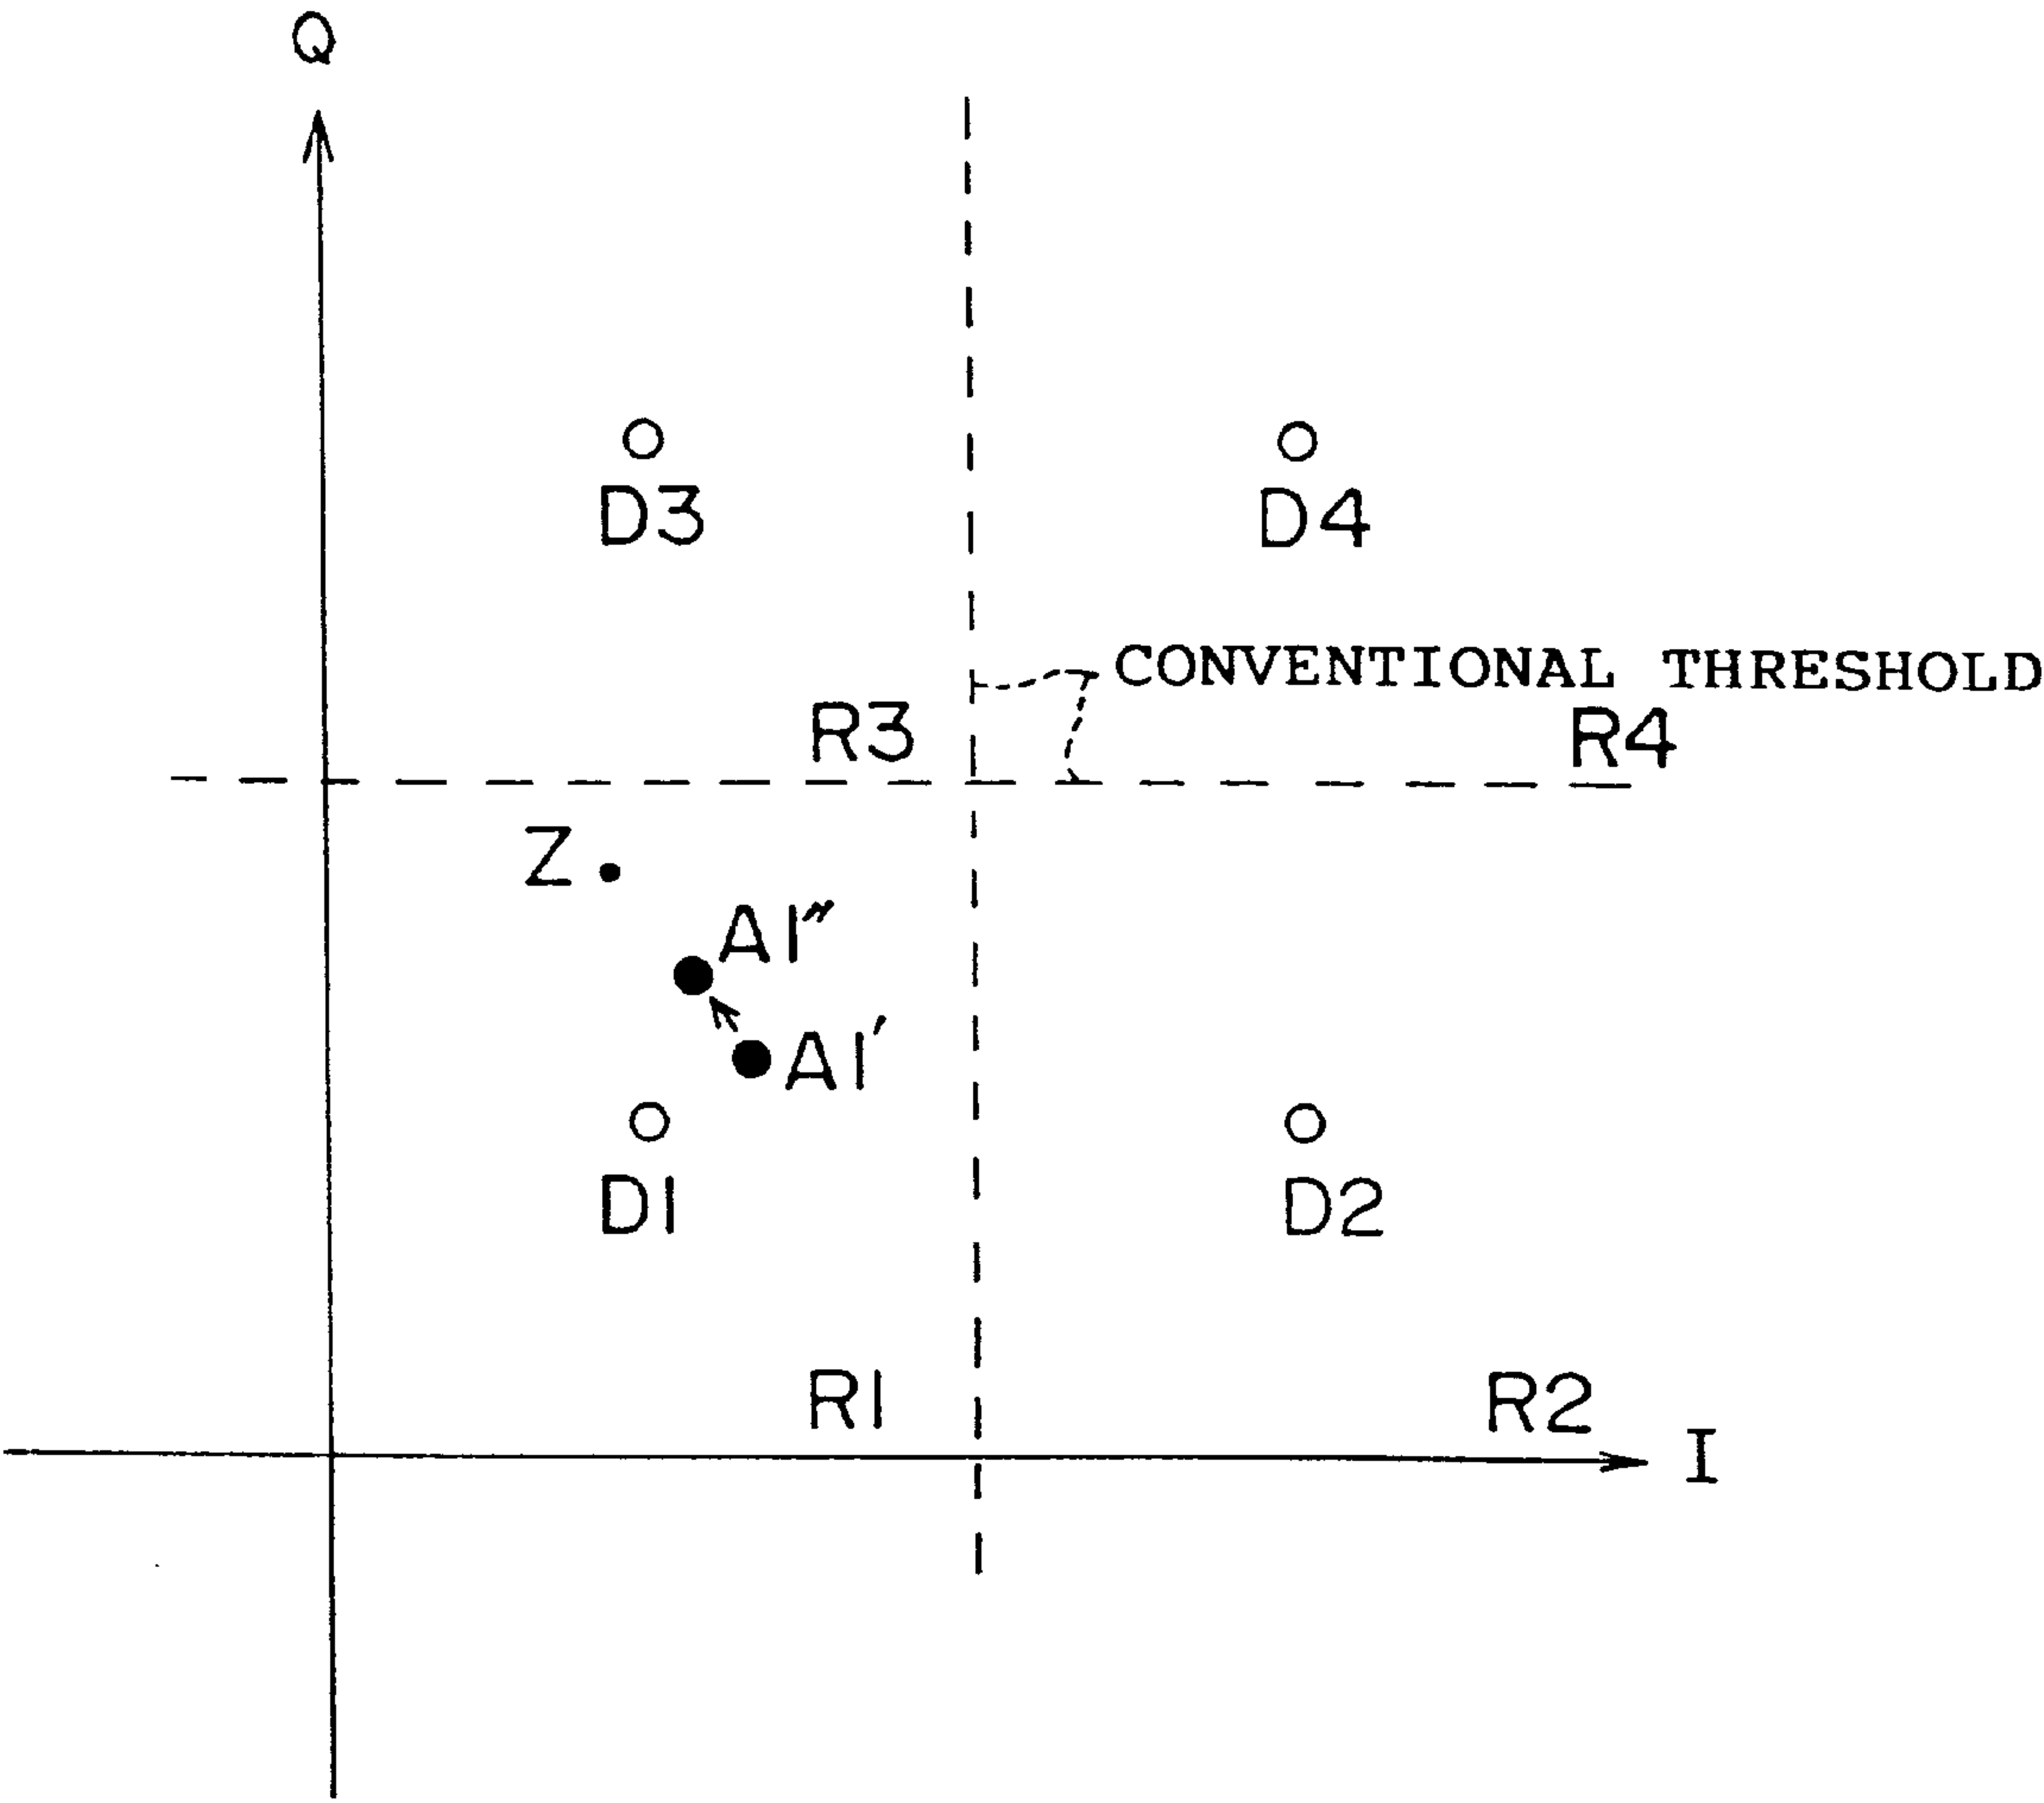 Q
D3 D4
CONVENTIONAL THRESHOLD
R3 R4
Z
A1″
A1′
D1 D2
R1 R2
I